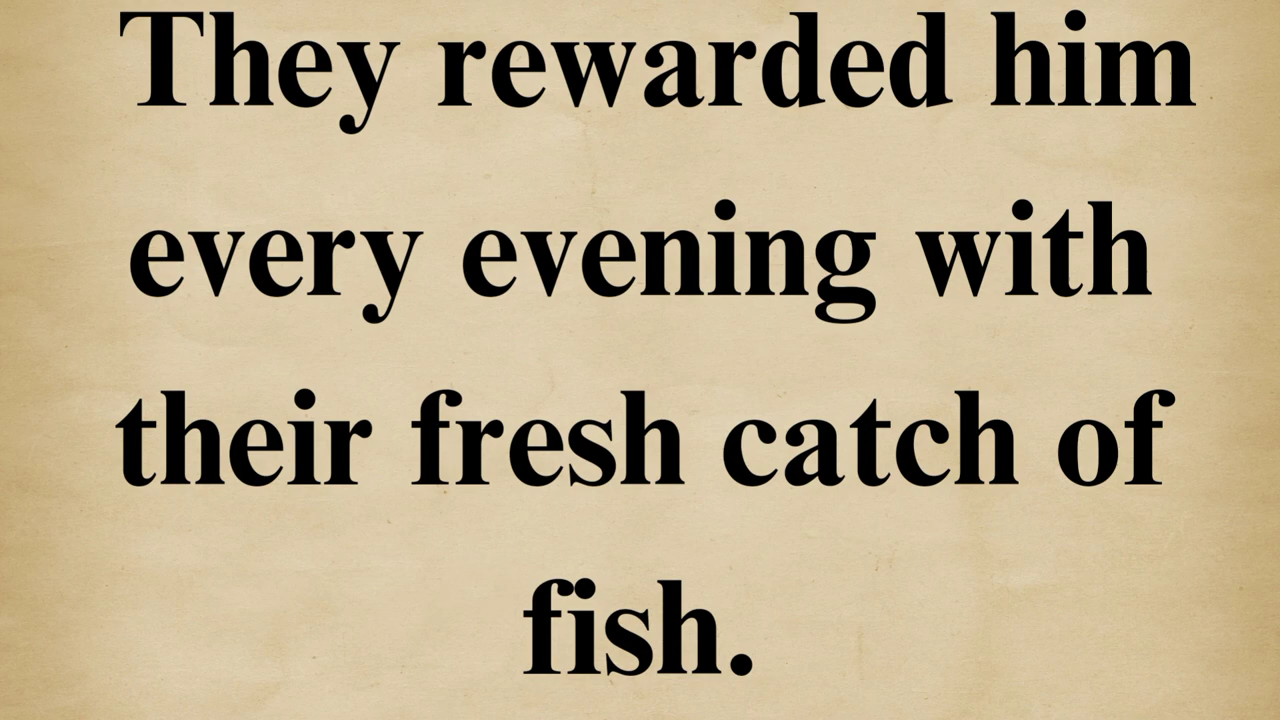 They rewarded him
every evening with
their fresh catch of
fish.